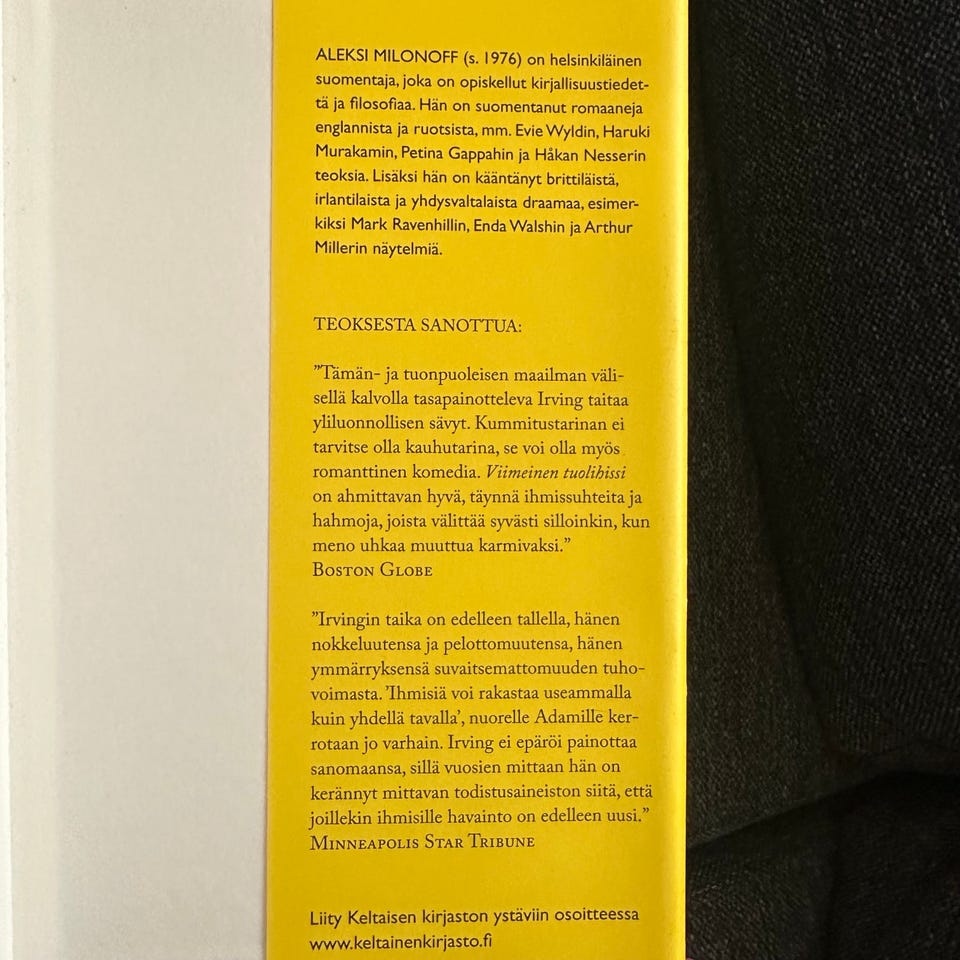 ALEKSI MILONOFF (s. 1976) on helsinkiläinen
suomentaja, joka on opiskellut kirjallisuustiedet-
tä ja filosofiaa. Hän on suomentanut romaaneja
englannista ja ruotsista, mm. Evie Wyldin, Haruki
Murakamin, Petina Gappahin ja Håkan Nesserin
teoksia. Lisäksi hän on kääntänyt brittiläistä,
irlantilaista ja yhdysvaltalaista draamaa, esimer-
kiksi Mark Ravenhillin, Enda Walshin ja Arthur
Millerin näytelmiä.
TEOKSESTA SANOTTUA:
”Tämän- ja tuonpuoleisen maailman väli-
sellä kalvolla tasapainotteleva Irving taitaa
yliluonnollisen sävyt. Kummitustarinan ei
tarvitse olla kauhutarina, se voi olla myös
romanttinen komedia. Viimeinen tuolihissi
on ahmittavan hyvä, täynnä ihmissuhteita ja
hahmoja, joista välittää syvästi silloinkin, kun
meno uhkaa muuttua karmivaksi.”
BOSTON GLOBE
”Irvingin taika on edelleen tallella, hänen
nokkeluutensa ja pelottomuutensa, hänen
ymmärryksensä suvaitsemattomuuden tuho-
voimasta. ’Ihmisiä voi rakastaa useammalla
kuin yhdellä tavalla’, nuorelle Adamille ker-
rotaan jo varhain. Irving ei epäröi painottaa
sanomaansa, sillä vuosien mittaan hän on
kerännyt mittavan todistusaineiston siitä, että
joillekin ihmisille havainto on edelleen uusi.”
MINNEAPOLIS STAR TRIBUNE
Liity Keltaisen kirjaston ystäviin osoitteessa
www.keltainenkirjasto.fi